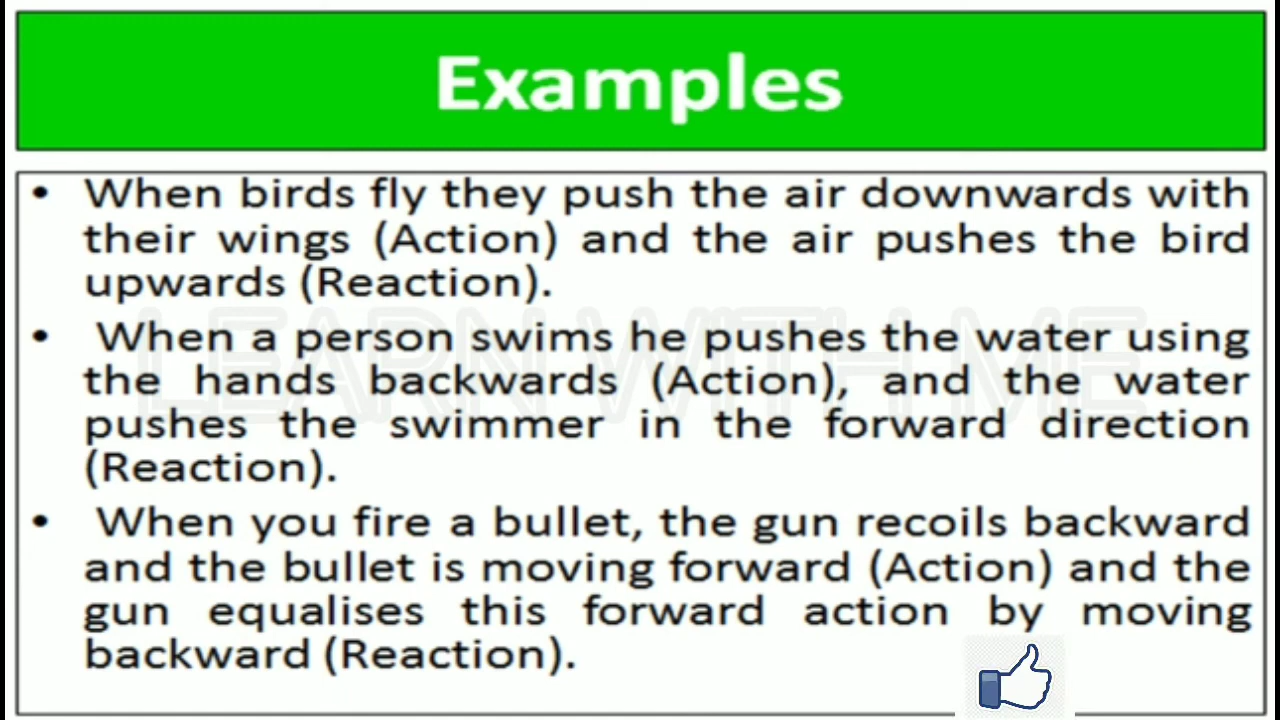 Examples
• When birds fly they push the air downwards with
their wings (Action) and the air pushes the bird
upwards (Reaction).
• When a person swims he pushes the water using
the hands backwards (Action), and the water
pushes the swimmer in the forward direction
(Reaction).
• When you fire a bullet, the gun recoils backward
and the bullet is moving forward (Action) and the
gun equalises this forward action by moving
backward (Reaction).
LEARN WITH ME